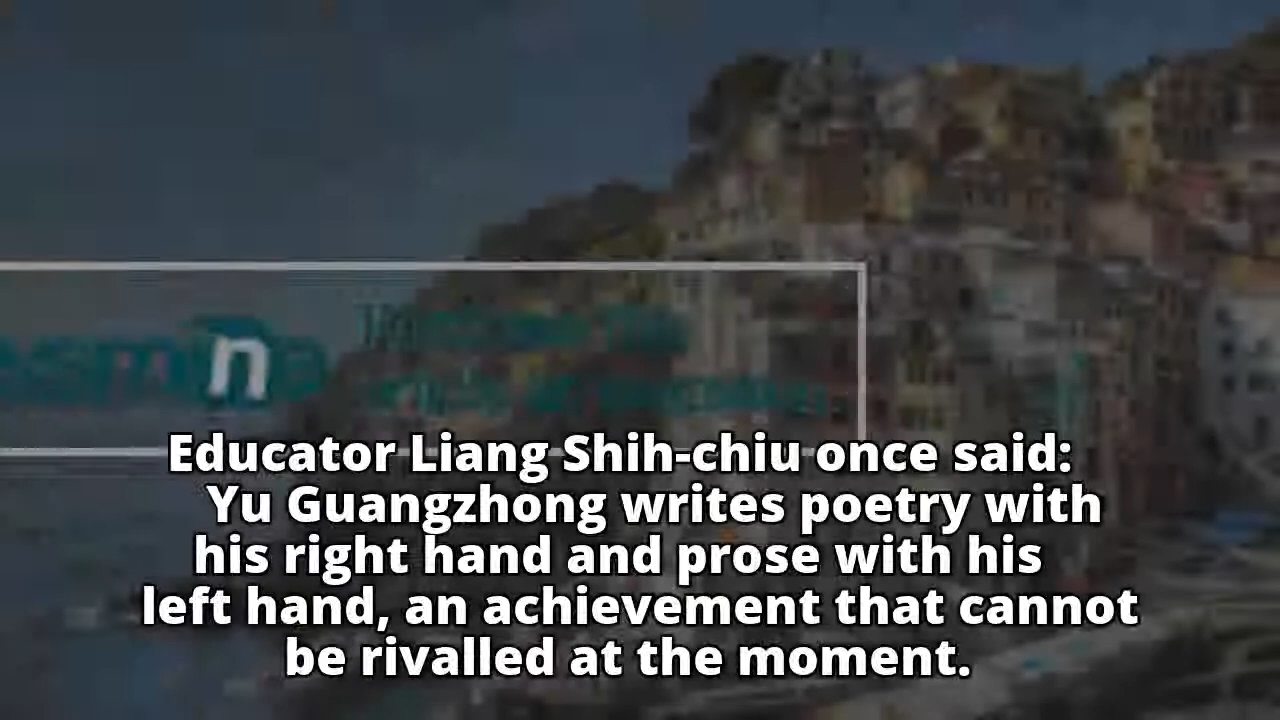 Educator Liang Shih-chiu once said:
Yu Guangzhong writes poetry with
his right hand and prose with his
left hand, an achievement that cannot
be rivalled at the moment.